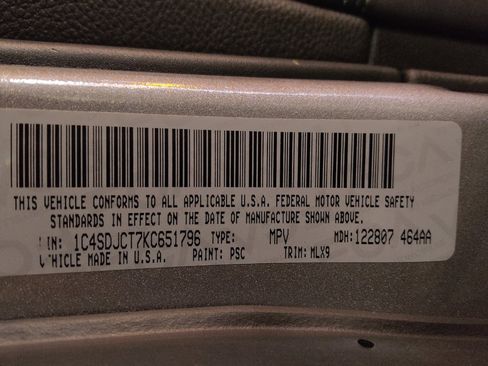 THIS VEHICLE CONFORMS TO ALL APPLICABLE U.S.A. FEDERAL MOTOR VEHICLE SAFETY
STANDARDS IN EFFECT ON THE DATE OF MANUFACTURE SHOWN ABOVE.
VIN: 1C4SDJCT7KC651796 TYPE: MPV MDH: 122807 464AA
VEHICLE MADE IN U.S.A. PAINT: PSC TRIM: MLX9